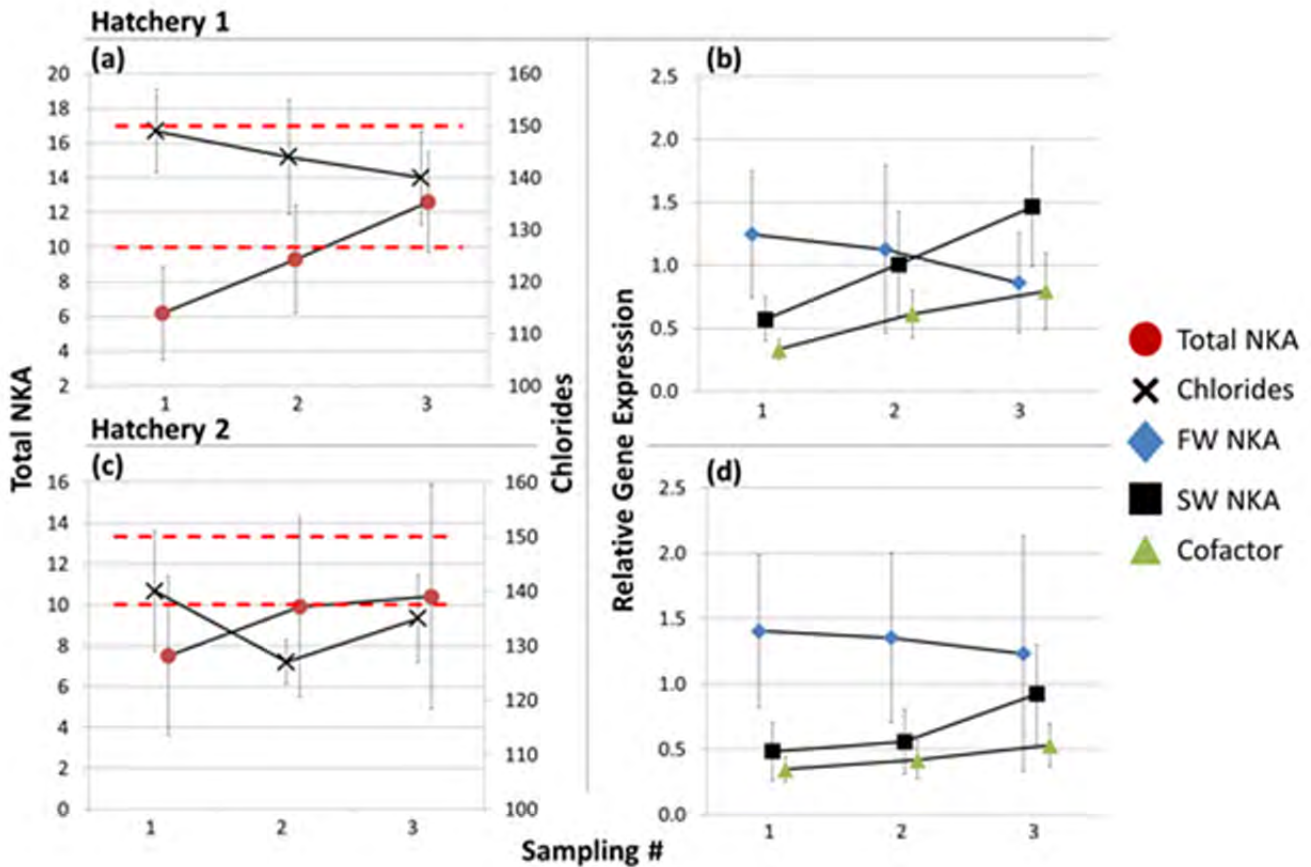 Hatchery 1
(a)
(b)
20
18
16
14
12
10
8
6
4
2
160
150
140
130
120
110
100
2.5
2.0
1.5
1.0
0.5
0.0
1 2 3
1 2 3
Total NKA
Chlorides
Relative Gene Expression
Hatchery 2
(c)
(d)
16
14
12
10
8
6
4
2
0
160
150
140
130
120
110
100
2.5
2.0
1.5
1.0
0.5
0.0
1 2 3
1 2 3
Sampling #
Total NKA
Chlorides
FW NKA
SW NKA
Cofactor